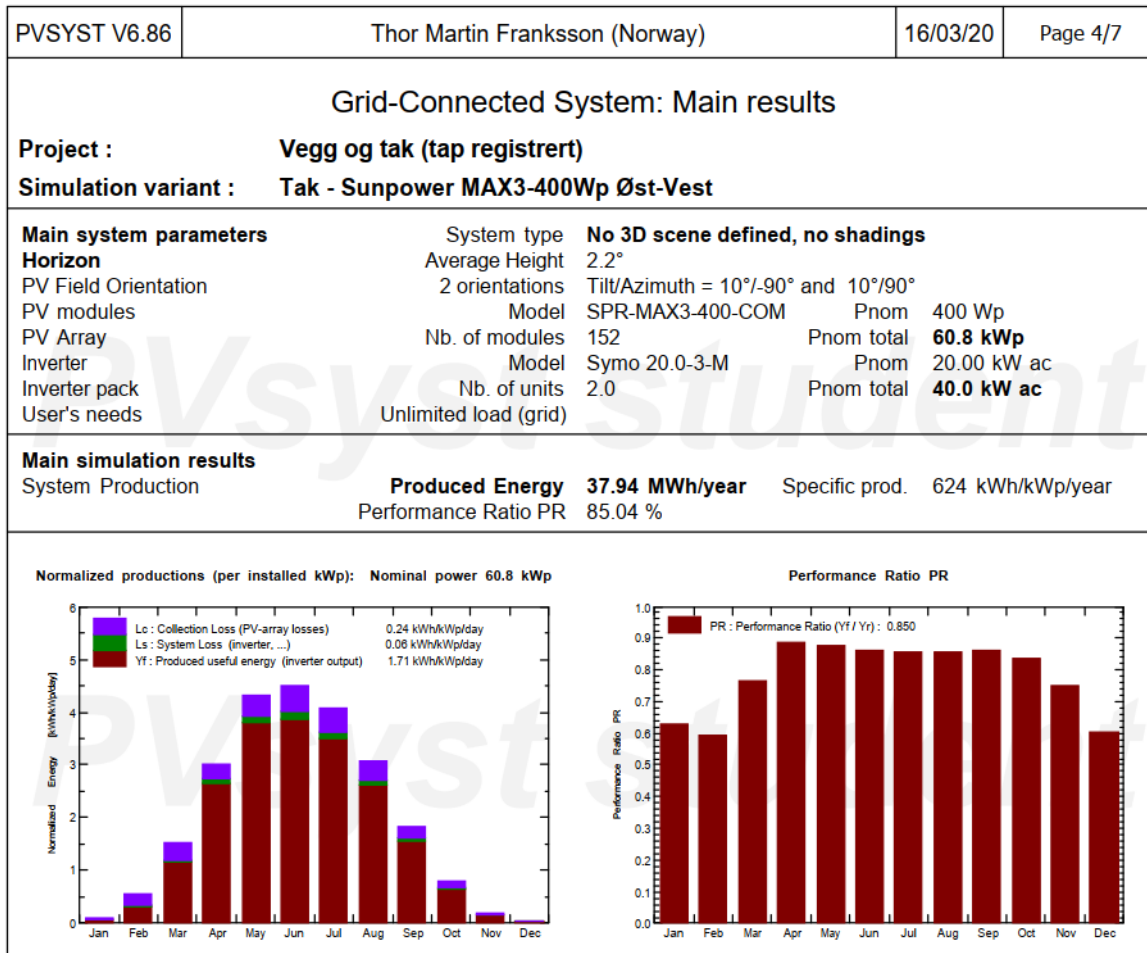 PVSYST V6.86 Thor Martin Franksson (Norway) 16/03/20 Page 4/7
Grid-Connected System: Main results
Project : Vegg og tak (tap registrert)
Simulation variant : Tak - Sunpower MAX3-400Wp Øst-Vest
Main system parameters System type No 3D scene defined, no shadings
Horizon Average Height 2.2°
PV Field Orientation 2 orientations Tilt/Azimuth = 10°/-90° and 10°/90°
PV modules Model SPR-MAX3-400-COM Pnom 400 Wp
PV Array Nb. of modules 152 Pnom total 60.8 kWp
Inverter Model Symo 20.0-3-M Pnom 20.00 kW ac
Inverter pack Nb. of units 2.0 Pnom total 40.0 kW ac
User's needs Unlimited load (grid)
PVsyst student
Main simulation results
System Production Produced Energy 37.94 MWh/year Specific prod. 624 kWh/kWp/year
Performance Ratio PR 85.04 %
Normalized productions (per installed kWp): Nominal power 60.8 kWp
Lc : Collection Loss (PV-array losses) 0.24 kWh/kWp/day
Ls : System Loss (inverter, ...) 0.06 kWh/kWp/day
Yf : Produced useful energy (inverter output) 1.71 kWh/kWp/day
Normalized Energy [kWh/kWp/day]
6
5
4
3
2
1
0
Jan Feb Mar Apr May Jun Jul Aug Sep Oct Nov Dec
Performance Ratio PR
PR : Performance Ratio (Yf / Yr) : 0.850
Performance Ratio PR
1.0
0.9
0.8
0.7
0.6
0.5
0.4
0.3
0.2
0.1
0.0
Jan Feb Mar Apr May Jun Jul Aug Sep Oct Nov Dec
PVsyst student